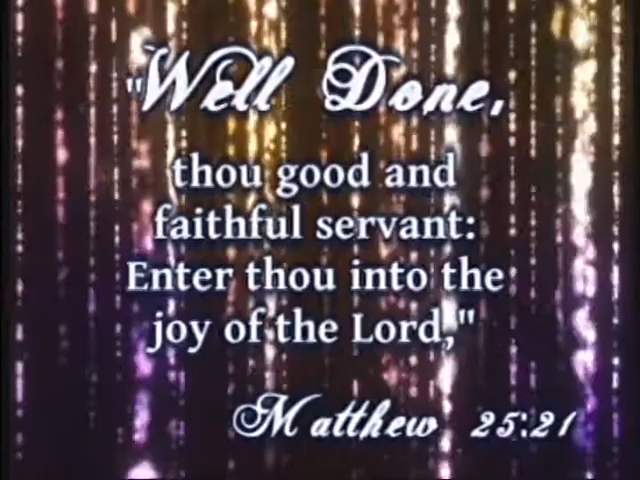 "Well Done,
thou good and
faithful servant:
Enter thou into the
joy of the Lord,"
Matthew 25:21